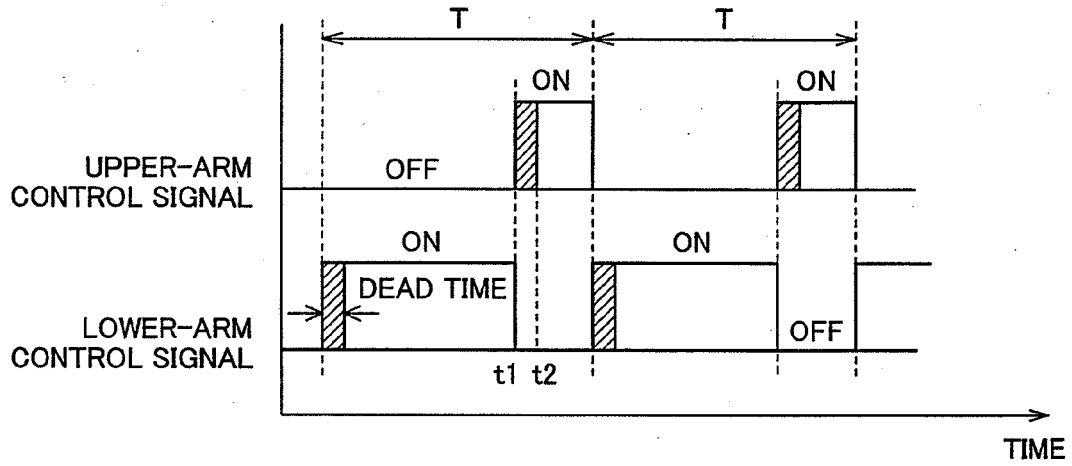 T
T
ON
ON
UPPER-ARM
CONTROL SIGNAL
OFF
ON
ON
DEAD TIME
LOWER-ARM
CONTROL SIGNAL
OFF
t1 t2
TIME